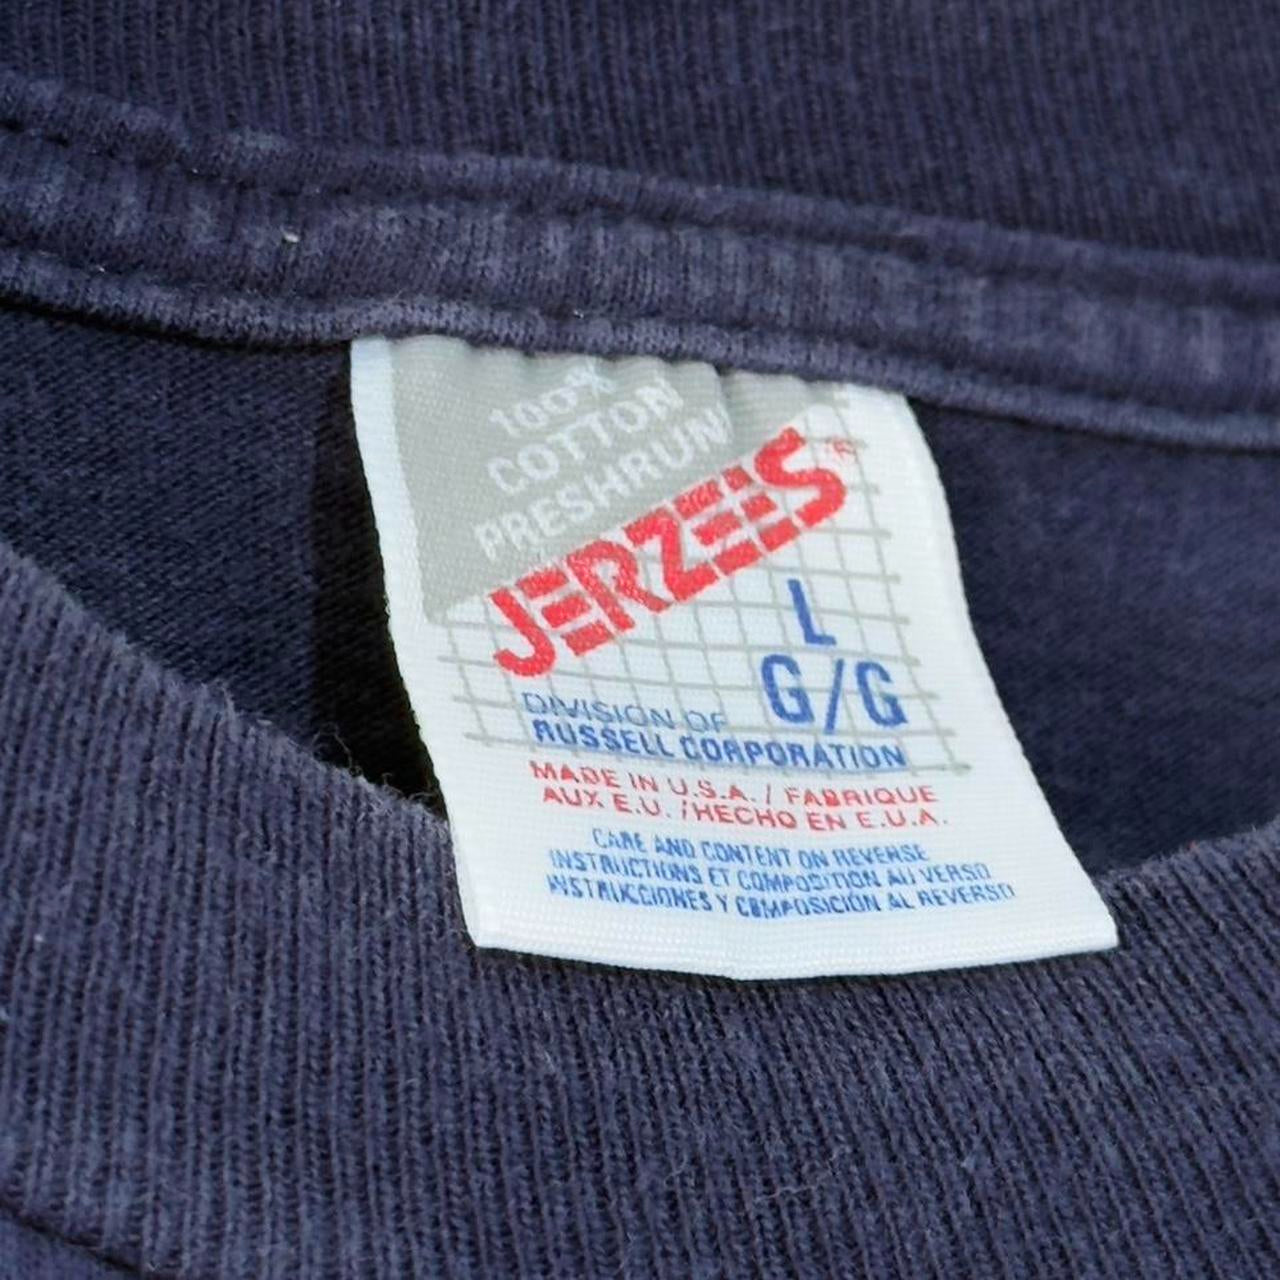 100%
COTTON
PRESHRUNK
JERZEES
L
G/G
DIVISION OF
RUSSELL CORPORATION
MADE IN U.S.A. / FABRIQUE
AUX E.U. / HECHO EN E.U.A.
CARE AND CONTENT ON REVERSE
INSTRUCTIONS ET COMPOSITION AU VERSO
INSTRUCCIONES Y COMPOSICIÓN AL REVERSO